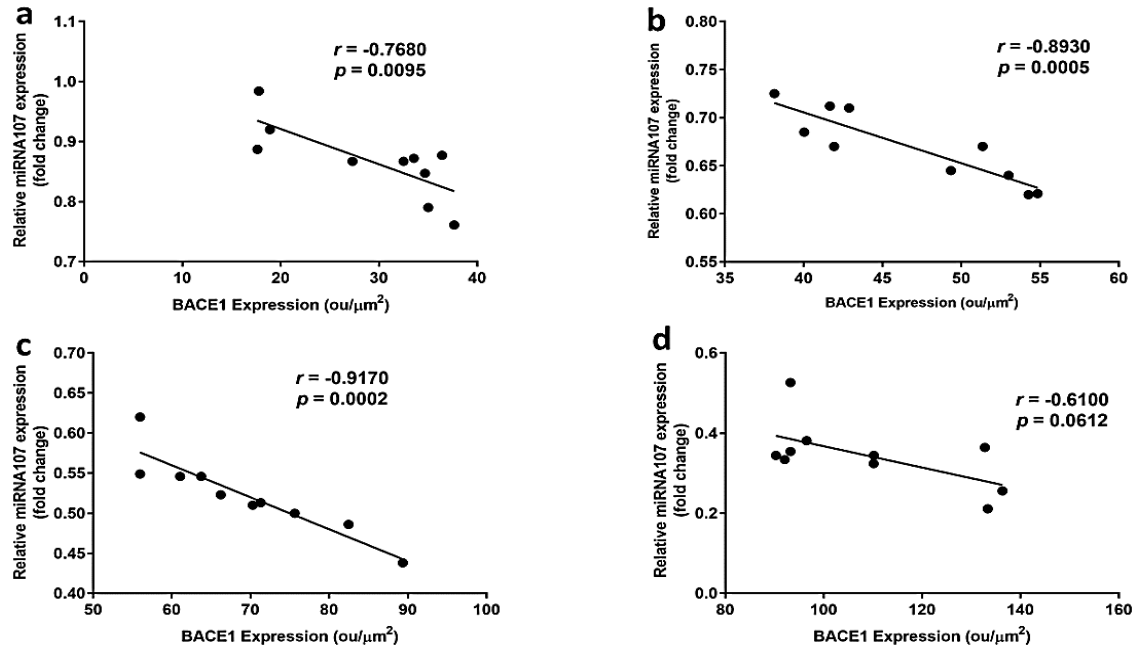 a
Relative miRNA107 expression
(fold change)
1.1
1.0
0.9
0.8
0.7
r = -0.7680
p = 0.0095
0
10
20
30
40
BACE1 Expression (ou/μm²)
b
Relative miRNA107 expression
(fold change)
0.80
0.75
0.70
0.65
0.60
0.55
r = -0.8930
p = 0.0005
35
40
45
50
55
60
BACE1 Expression (ou/μm²)
c
Relative miRNA107 expression
(fold change)
0.70
0.65
0.60
0.55
0.50
0.45
0.40
r = -0.9170
p = 0.0002
50
60
70
80
90
100
BACE1 Expression (ou/μm²)
d
Relative miRNA107 expression
(fold change)
0.6
0.4
0.2
0.0
r = -0.6100
p = 0.0612
80
100
120
140
160
BACE1 Expression (ou/μm²)